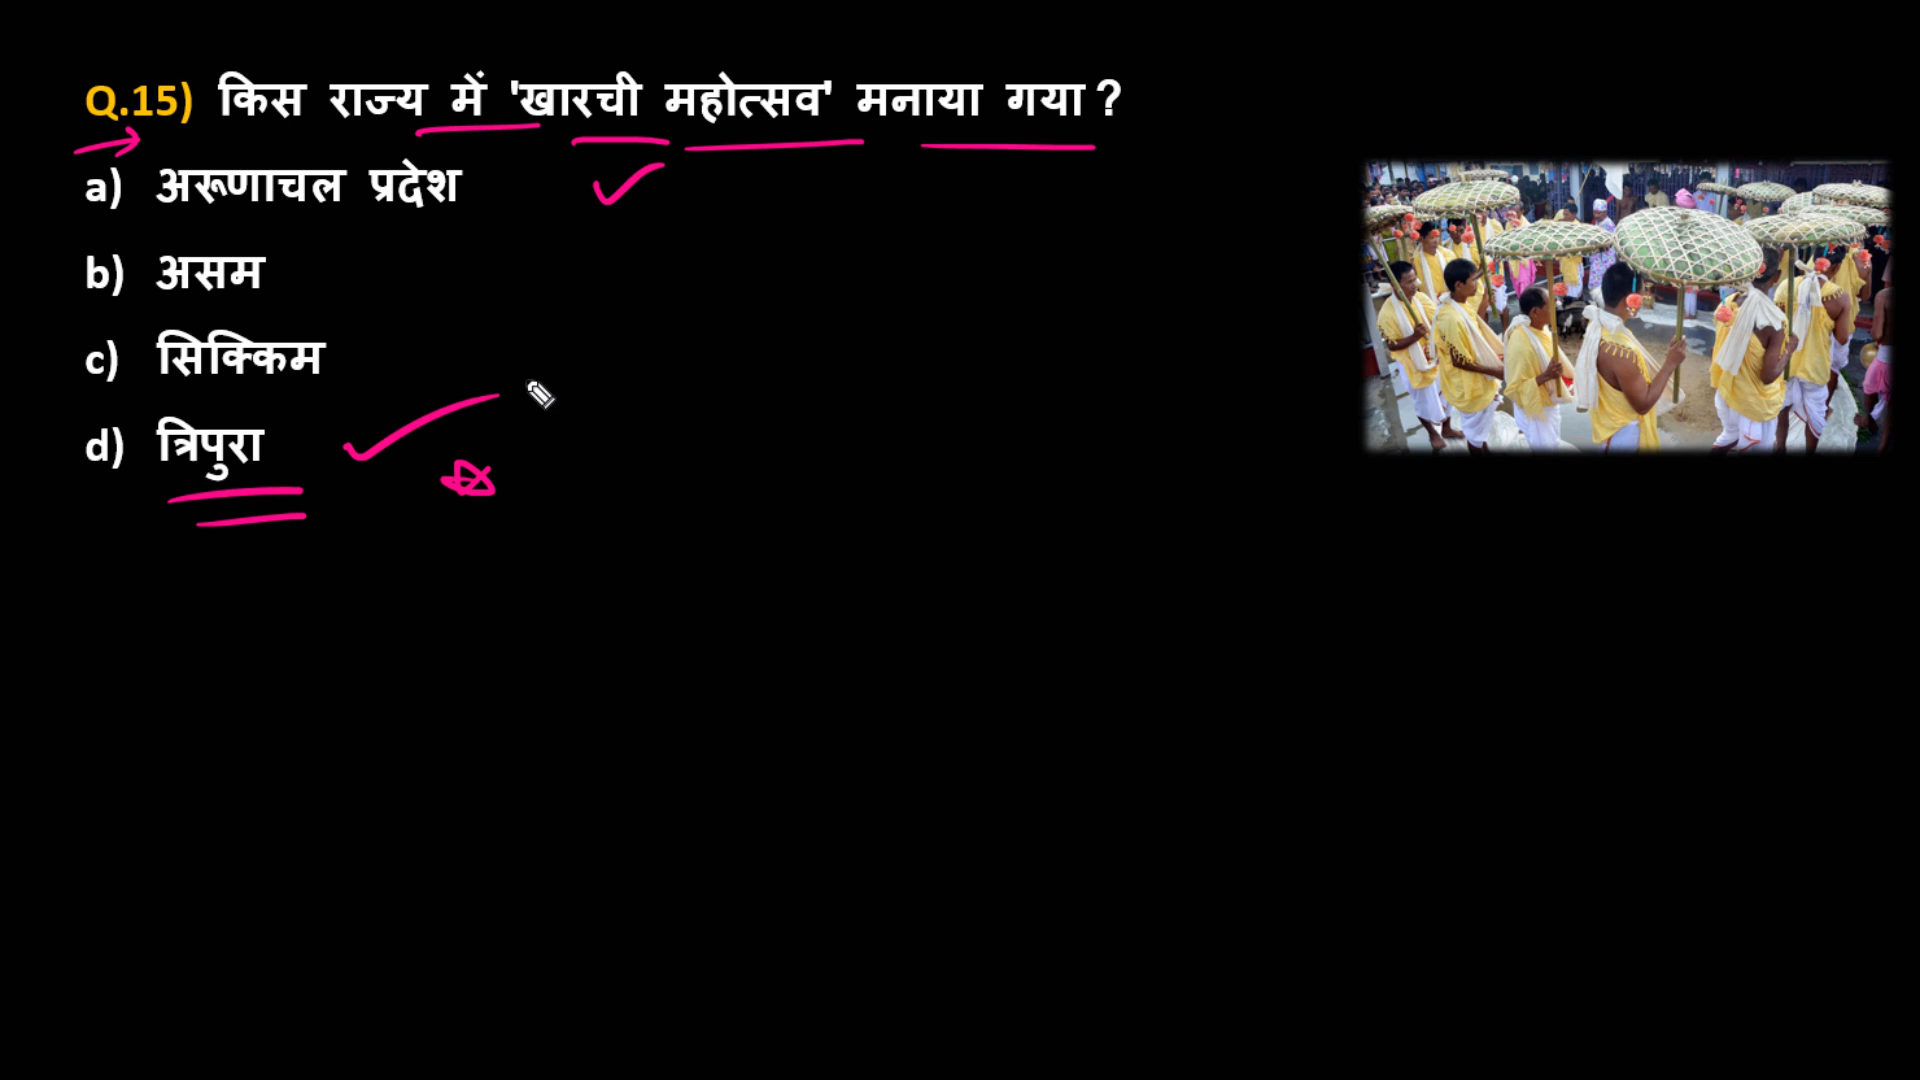 Q.15) किस राज्य में 'खारची महोत्सव' मनाया गया ?
a) अरूणाचल प्रदेश
b) असम
c) सिक्किम
d) त्रिपुरा